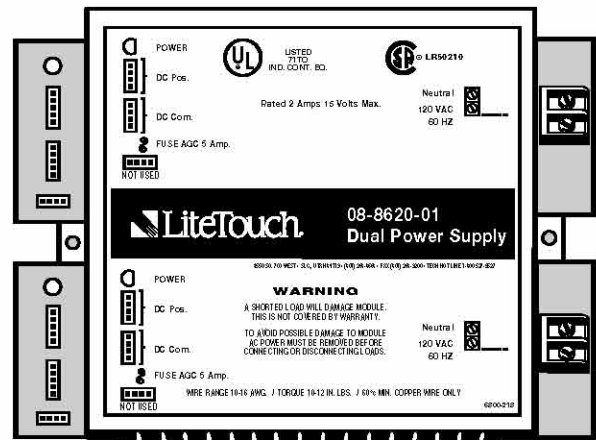 POWER
DC Pos.
DC Com.
FUSE AGC 5 Amp.
NOT USED
UL
LISTED
71TO
IND. CONT. EQ.
LR50210
Rated 2 Amps 15 Volts Max.
Neutral
120 VAC
60 HZ
LiteTouch
08-8620-01
Dual Power Supply
POWER
DC Pos.
DC Com.
FUSE AGC 5 Amp.
NOT USED
WARNING
A SHORTED LOAD WILL DAMAGE MODULE.
THIS IS NOT COVERED BY WARRANTY.
TO AVOID POSSIBLE DAMAGE TO MODULE
AC POWER MUST BE REMOVED BEFORE
CONNECTING OR DISCONNECTING LOADS.
Neutral
120 VAC
60 HZ
WIRE RANGE 10-16 AWG. / TORQUE 10-12 IN. LBS. / 60% MIN. COPPER WIRE ONLY